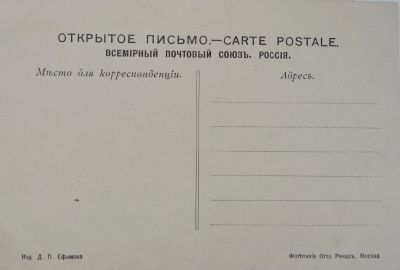 ОТКРЫТОЕ ПИСЬМО.—CARTE POSTALE.
ВСЕМІРНЫЙ ПОЧТОВЫЙ СОЮЗЪ. РОССІЯ.
Мѣсто для корреспонденціи.
Адресъ.
Изд. Д. П. Ефимова
Фототипія Отто Ренаръ, Москва